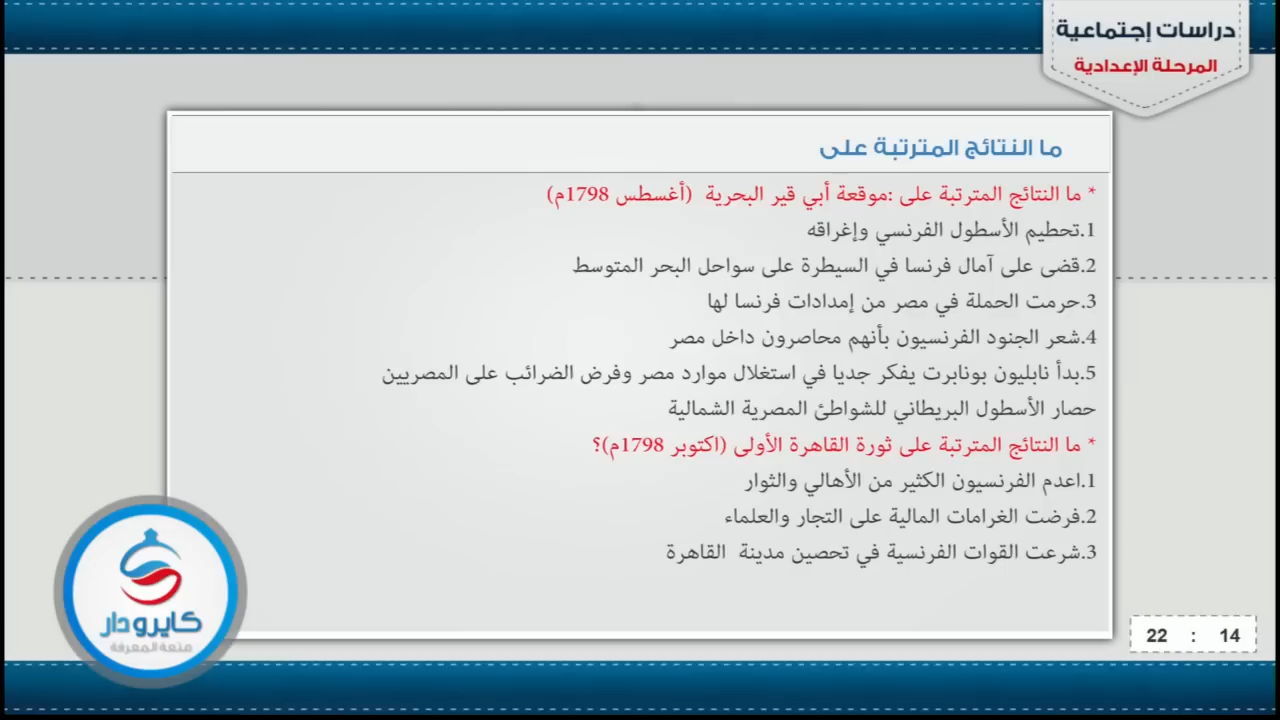 دراسات إجتماعية
المرحلة الإعدادية
ما النتائج المترتبة على
* ما النتائج المترتبة على :موقعة أبي قير البحرية (أغسطس 1798م)
1.تحطيم الأسطول الفرنسي وإغراقه
2.قضى على آمال فرنسا في السيطرة على سواحل البحر المتوسط
3.حرمت الحملة في مصر من إمدادات فرنسا لها
4.شعر الجنود الفرنسيون بأنهم محاصرون داخل مصر
5.بدأ نابليون بونابرت يفكر جديا في استغلال موارد مصر وفرض الضرائب على المصريين
حصار الأسطول البريطاني للشواطئ المصرية الشمالية
* ما النتائج المترتبة على ثورة القاهرة الأولى (اكتوبر 1798م)؟
1.اعدم الفرنسيون الكثير من الأهالي والثوار
2.فرضت الغرامات المالية على التجار والعلماء
3.شرعت القوات الفرنسية في تحصين مدينة القاهرة
كايرودار
متعة المعرفة
22 : 14